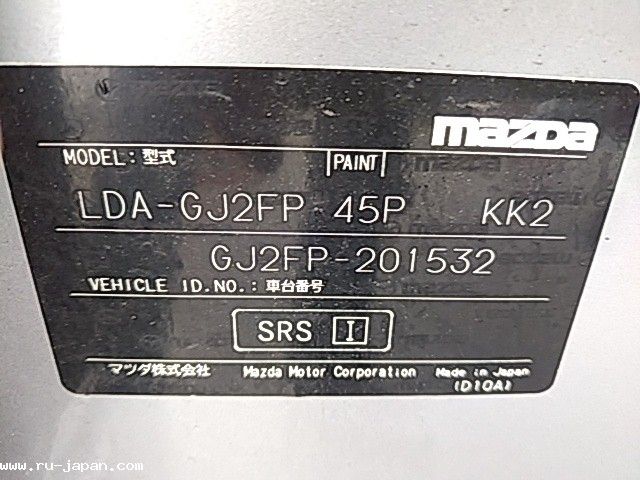 mazda
MODEL: 型式 PAINT
LDA-GJ2FP 45P KK2
GJ2FP-201532
VEHICLE ID.NO.: 車台番号
SRS I
マツダ株式会社 Mazda Motor Corporation Made in Japan
(D10A)
www.ru-japan.com